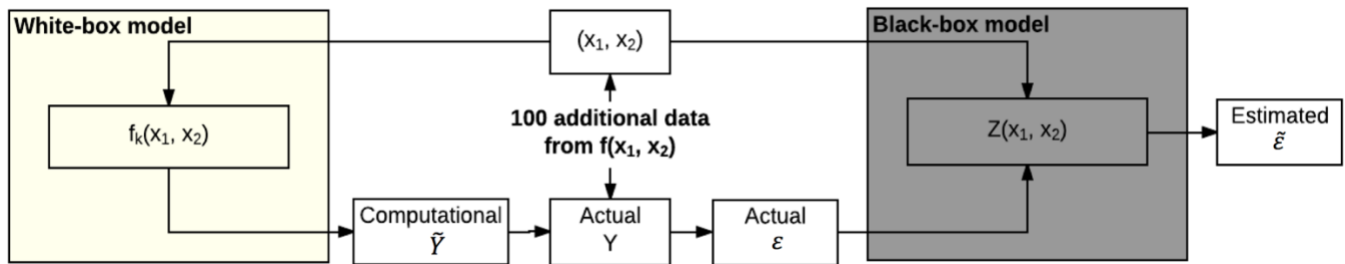 White-box model
(x₁, x₂)
Black-box model
fₖ(x₁, x₂)
100 additional data
from f(x₁, x₂)
Z(x₁, x₂)
Estimated
ε̃
Computational
Ỹ
Actual
Y
Actual
ε